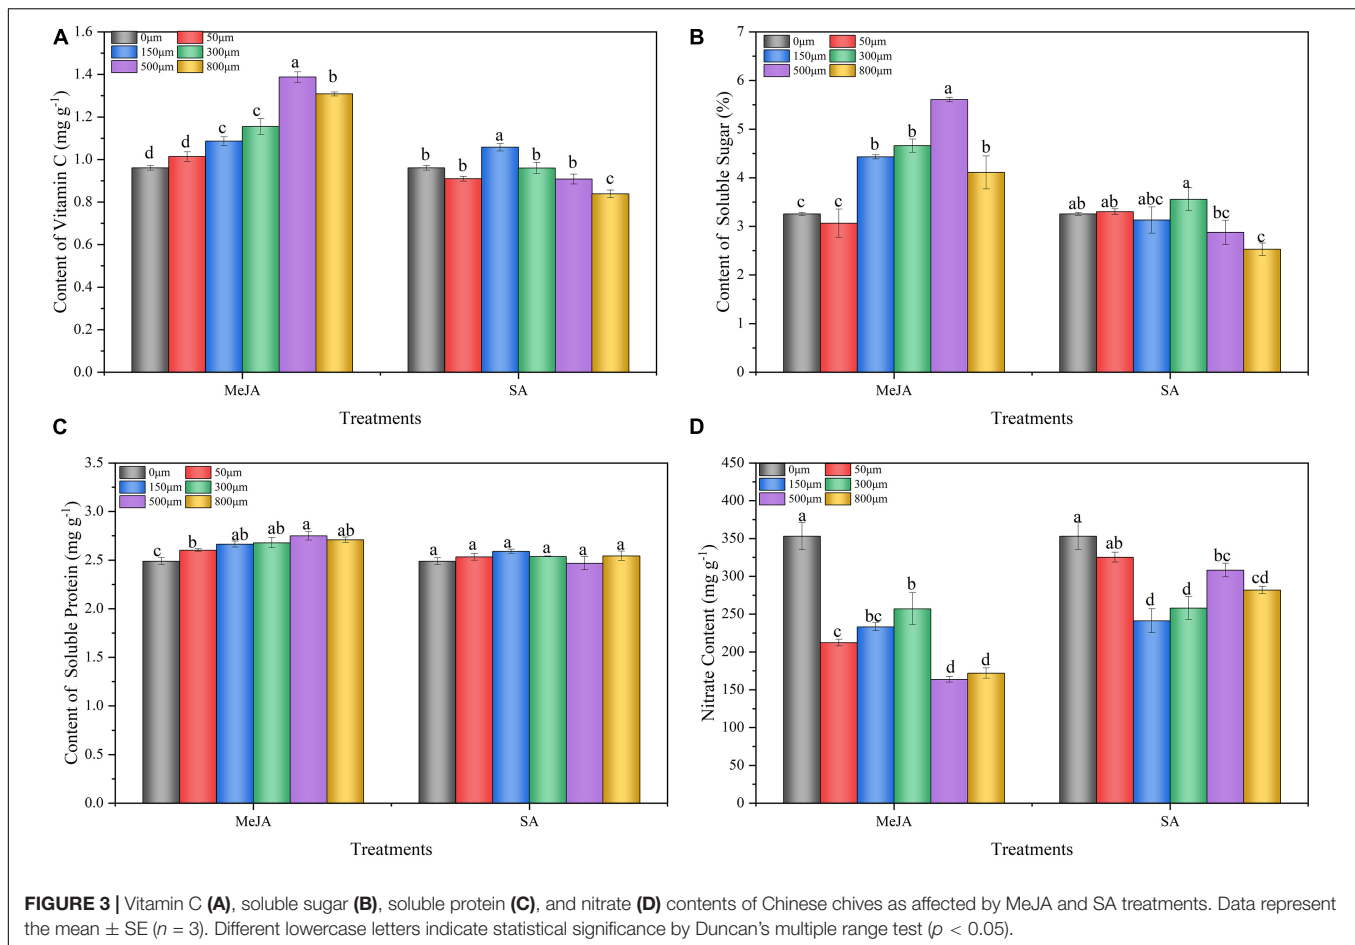 A
Content of Vitamin C (mg g-1)
1.6
1.4
1.2
1.0
0.8
0.6
0.4
0.2
0.0
0μm 50μm
150μm 300μm
500μm 800μm
d d c c a b
b b a b b c
MeJA SA
Treatments
B
Content of Soluble Sugar (%)
7
6
5
4
3
2
1
0
0μm 50μm
150μm 300μm
500μm 800μm
c c b b a b
ab ab abc a bc c
MeJA SA
Treatments
C
Content of Soluble Protein (mg g-1)
3.5
3.0
2.5
2.0
1.5
1.0
0.5
0.0
0μm 50μm
150μm 300μm
500μm 800μm
c b ab ab a ab
a a a a a a
MeJA SA
Treatments
D
Nitrate Content (mg g-1)
450
400
350
300
250
200
150
100
50
0
0μm 50μm
150μm 300μm
500μm 800μm
a c bc b d d
a ab d d bc cd
MeJA SA
Treatments
FIGURE 3 | Vitamin C (A), soluble sugar (B), soluble protein (C), and nitrate (D) contents of Chinese chives as affected by MeJA and SA treatments. Data represent
the mean ± SE (n = 3). Different lowercase letters indicate statistical significance by Duncan's multiple range test (p < 0.05).